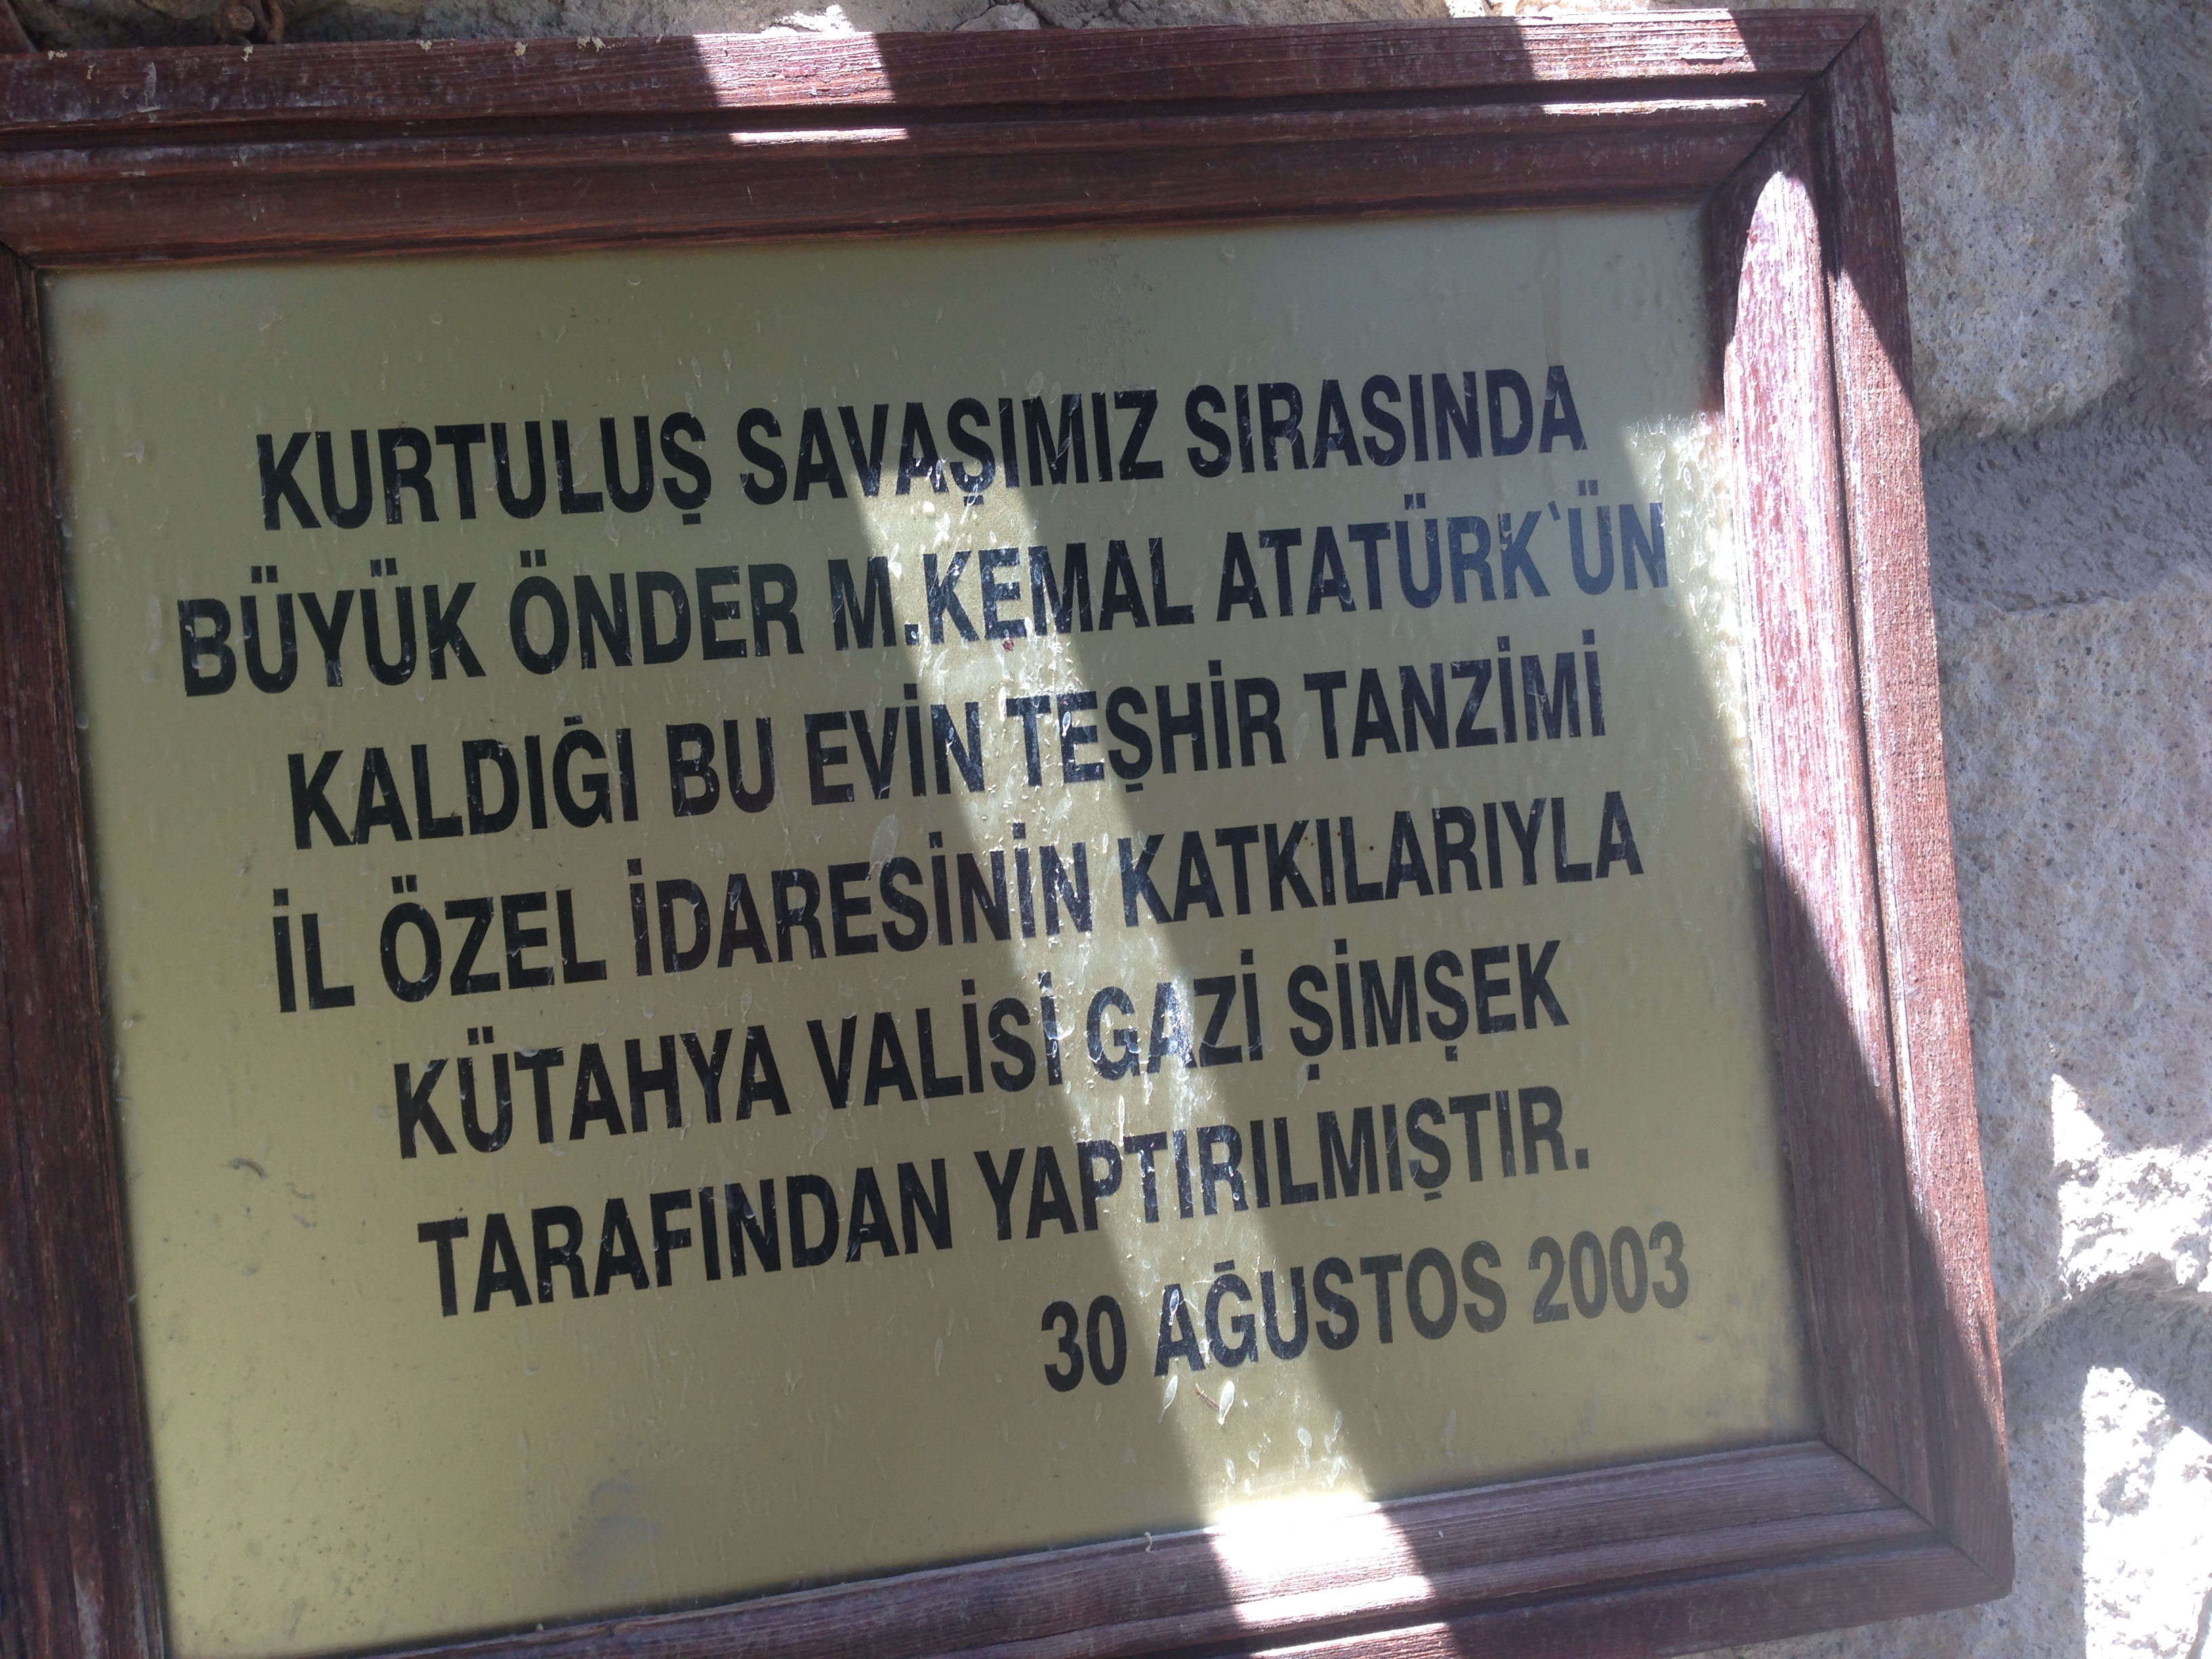 KURTULUŞ SAVAŞIMIZ SIRASINDA
BÜYÜK ÖNDER M.KEMAL ATATÜRK`ÜN
KALDIĞI BU EVİN TEŞHİR TANZİMİ
İL ÖZEL İDARESİNİN KATKILARIYLA
KÜTAHYA VALİSİ GAZİ ŞİMŞEK
TARAFINDAN YAPTIRILMIŞTIR.
30 AĞUSTOS 2003